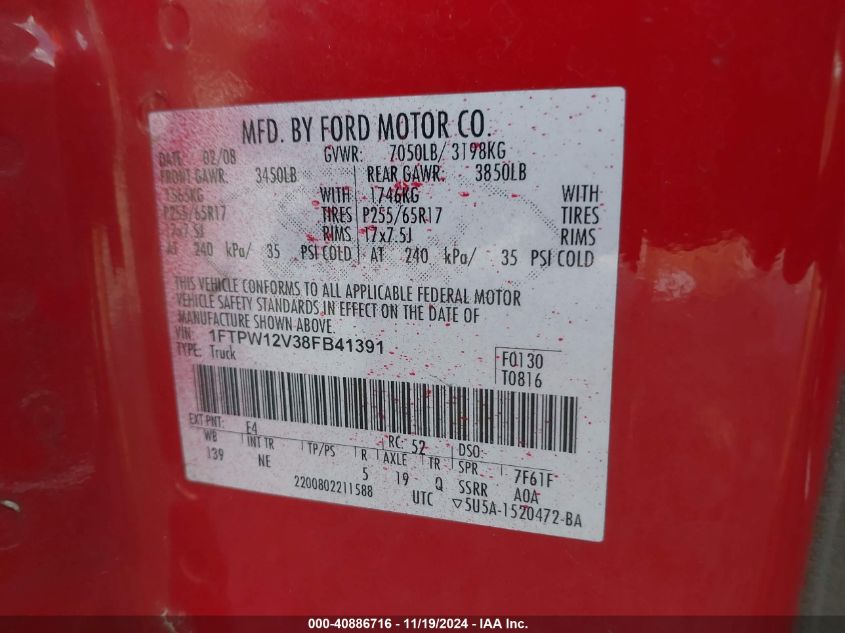 MFD. BY FORD MOTOR CO.
DATE 02/08 GVWR: 7050LB/ 3198KG
FRONT GAWR: 3450LB REAR GAWR: 3850LB
1565KG WITH 1746KG WITH
P255/65R17 TIRES P255/65R17 TIRES
17x7.5J RIMS 17x7.5J RIMS
AT 240 kPa/ 35 PSI COLD AT 240 kPa/ 35 PSI COLD
THIS VEHICLE CONFORMS TO ALL APPLICABLE FEDERAL MOTOR
VEHICLE SAFETY STANDARDS IN EFFECT ON THE DATE OF
MANUFACTURE SHOWN ABOVE.
VIN: 1FTPW12V38FB41391
TYPE: Truck
F0130
T0816
EXT PNT: E4 RC: 52 DSO:
WB INT TR TP/PS R AXLE TR SPR
139 NE 5 19 Q SSRR 7F61F
A0A
2200802211588 UTC ▽5U5A-1520472-BA
000-40886716 - 11/19/2024 - IAA Inc.